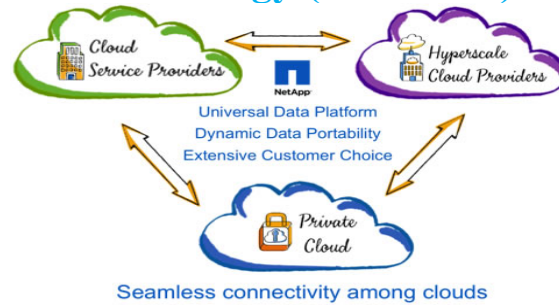 Cloud
Service Providers
Hyperscale
Cloud Providers
NetApp
Universal Data Platform
Dynamic Data Portability
Extensive Customer Choice
Private
Cloud
Seamless connectivity among clouds